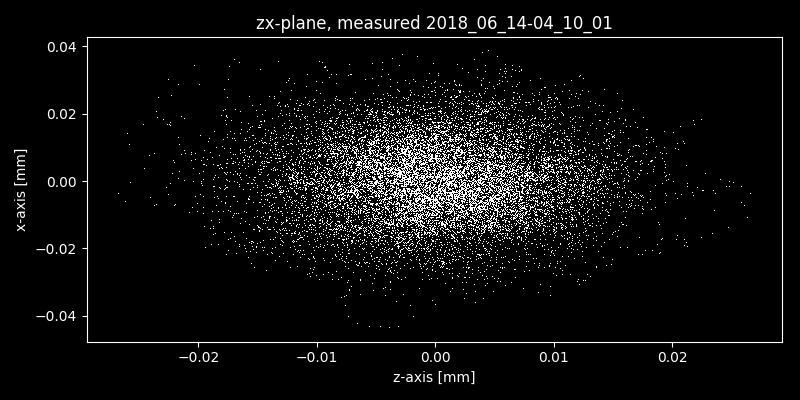 zx-plane, measured 2018_06_14-04_10_01
0.04
0.02
0.00
−0.02
−0.04
x-axis [mm]
−0.02 −0.01 0.00 0.01 0.02
z-axis [mm]